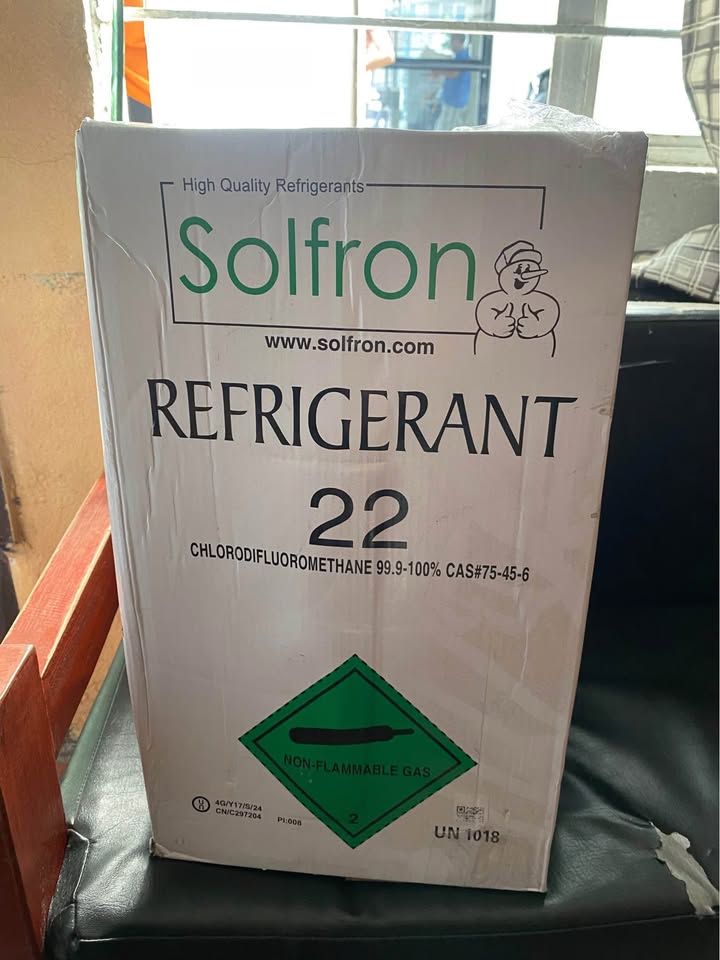 High Quality Refrigerants
Solfron
www.solfron.com
REFRIGERANT
22
CHLORODIFLUOROMETHANE 99.9-100% CAS#75-45-6
NON-FLAMMABLE GAS
2
4G/Y17/S/24
CN/C297204
PI:008
UN 1018